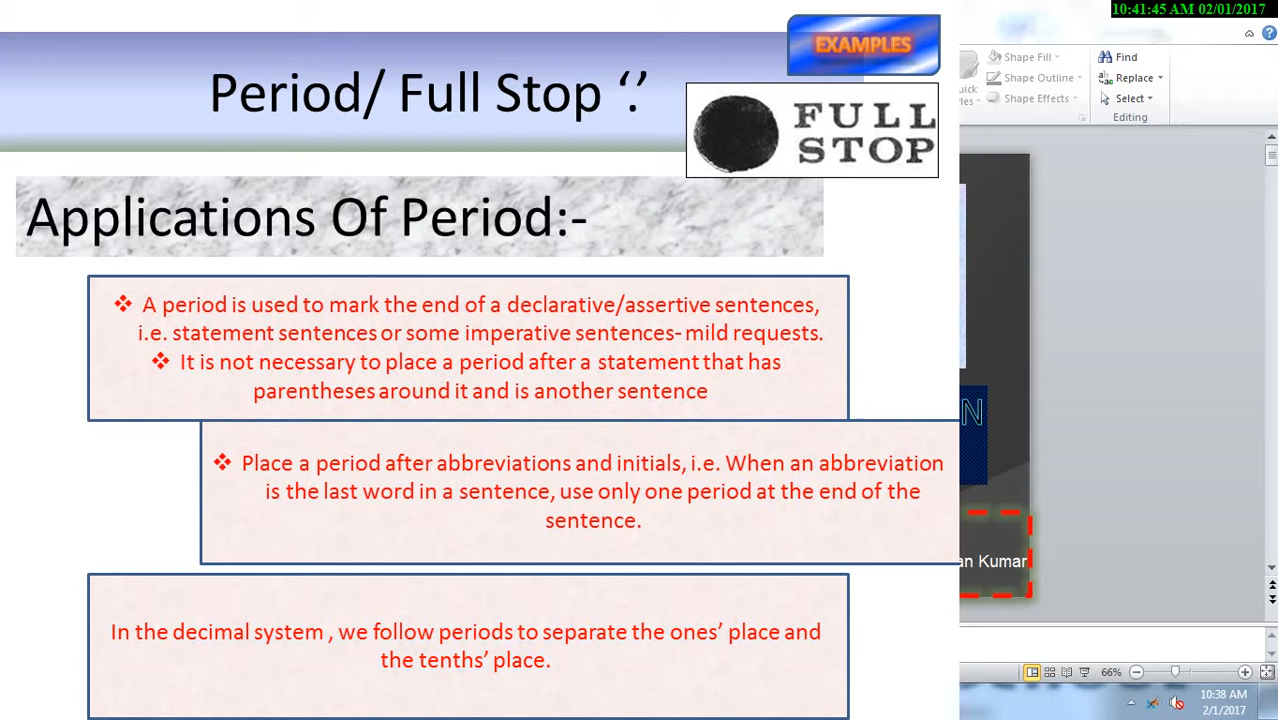 10:41:45 AM 02/01/2017
EXAMPLES
Period/ Full Stop ‘.’
FULL
STOP
Applications Of Period:-
❖ A period is used to mark the end of a declarative/assertive sentences,
i.e. statement sentences or some imperative sentences- mild requests.
❖ It is not necessary to place a period after a statement that has
parentheses around it and is another sentence
❖ Place a period after abbreviations and initials, i.e. When an abbreviation
is the last word in a sentence, use only one period at the end of the
sentence.
In the decimal system , we follow periods to separate the ones’ place and
the tenths’ place.
Shape Fill
Shape Outline
Shape Effects
Find
Replace
Select
Editing
N
an Kumar
66%
10:38 AM
2/1/2017